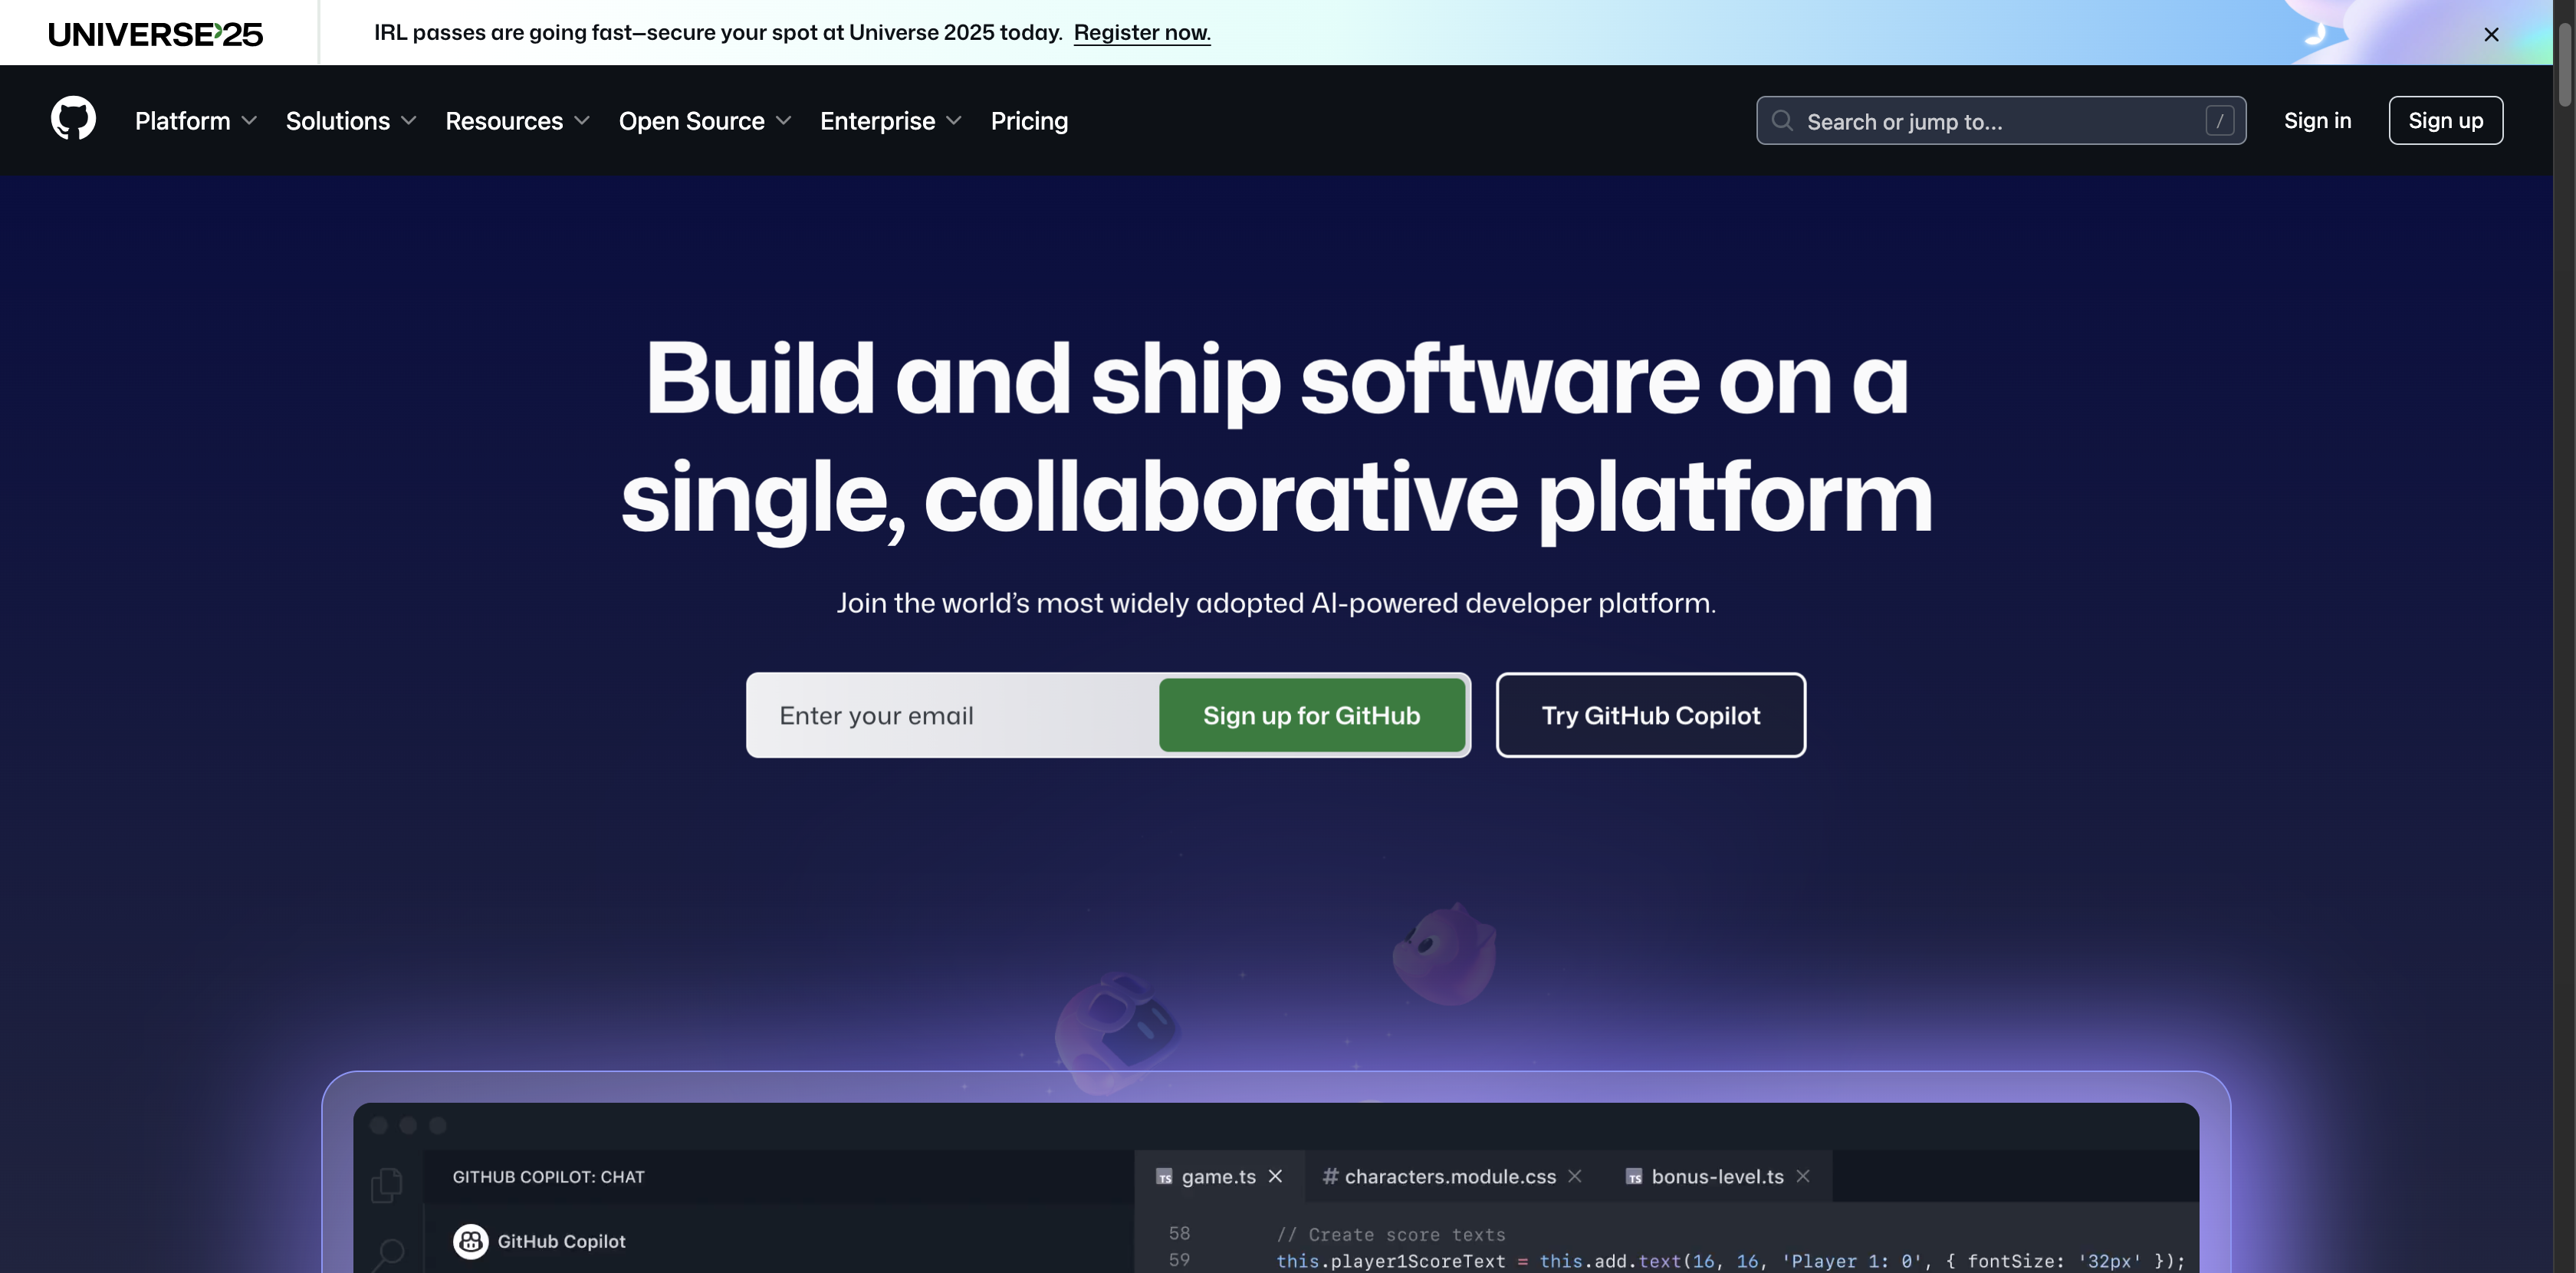 UNIVERSE'25
IRL passes are going fast—secure your spot at Universe 2025 today. Register now.
Platform
Solutions
Resources
Open Source
Enterprise
Pricing
Search or jump to...
/
Sign in
Sign up
Build and ship software on a
single, collaborative platform
Join the world’s most widely adopted AI-powered developer platform.
Enter your email
Sign up for GitHub
Try GitHub Copilot
GITHUB COPILOT: CHAT
TS game.ts
# characters.module.css
TS bonus-level.ts
GitHub Copilot
58 // Create score texts
59 this.player1ScoreText = this.add.text(16, 16, 'Player 1: 0', { fontSize: '32px' });